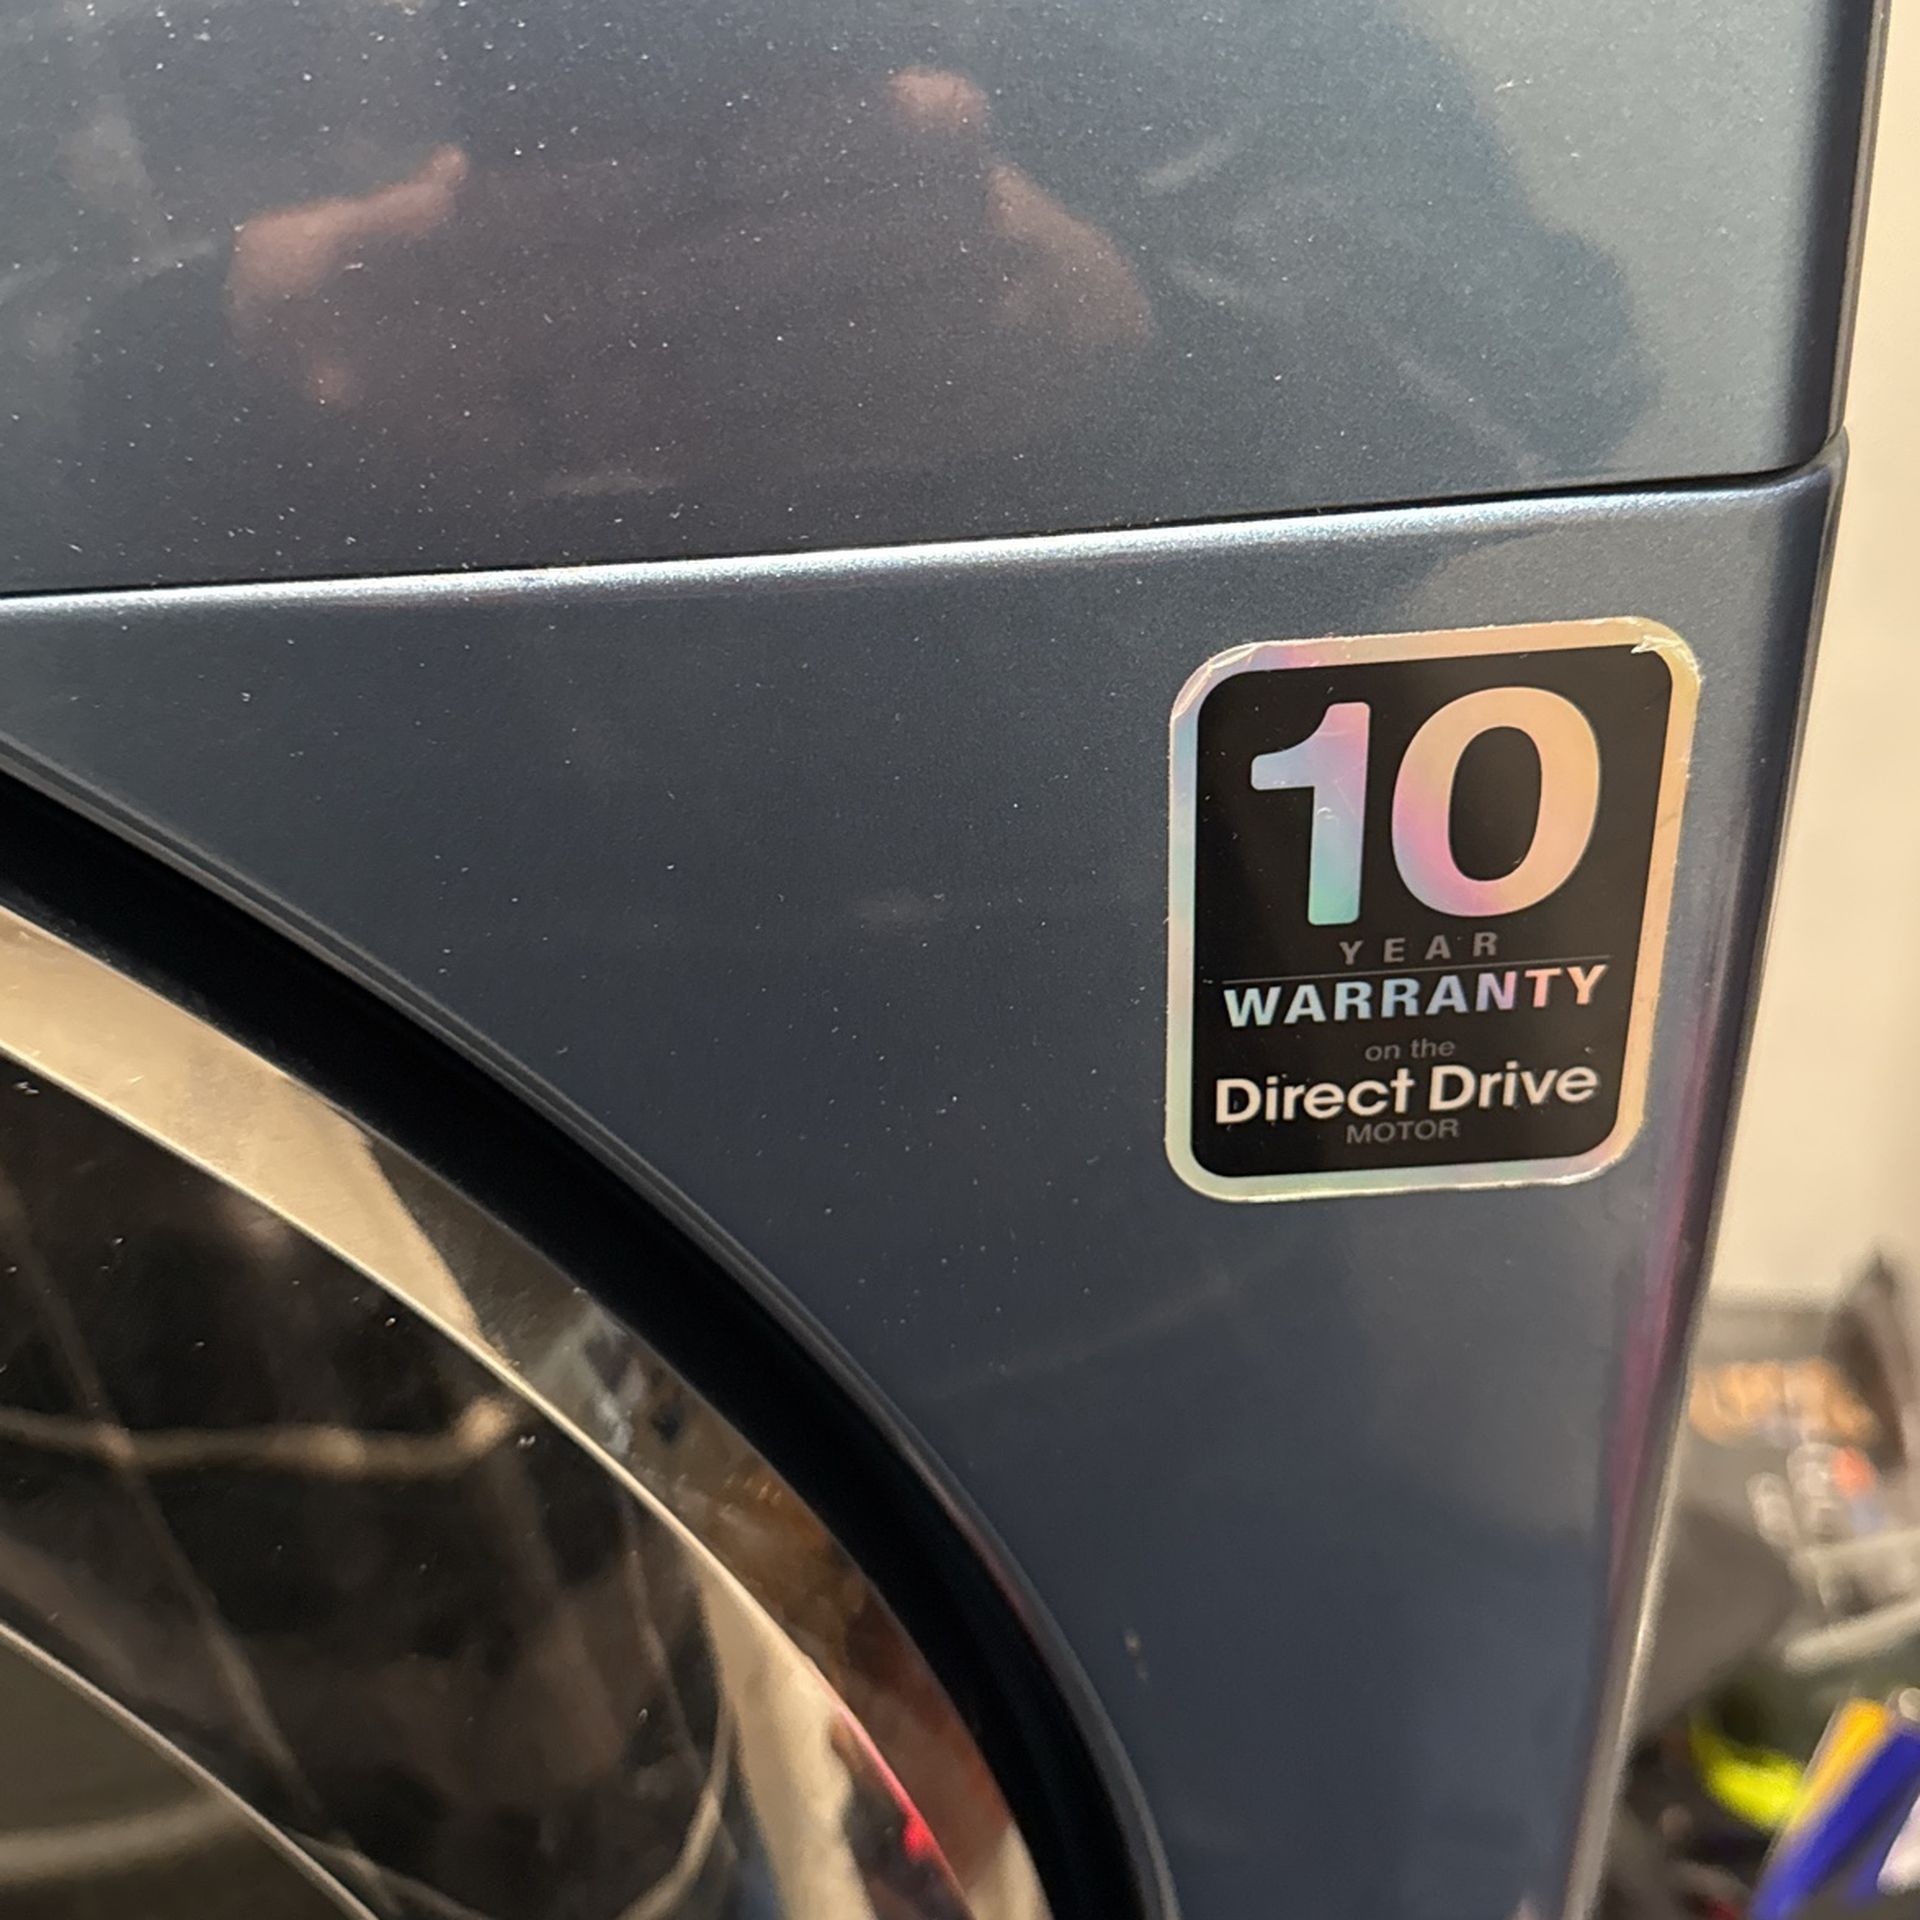 10
YEAR
WARRANTY
on the
Direct Drive
MOTOR